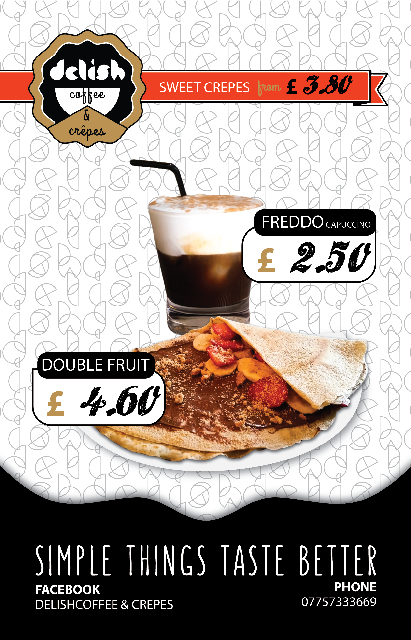 delish
coffee
&
crêpes
SWEET CREPES from £ 3.80
FREDDO CAPUCCINO
£ 2.50
DOUBLE FRUIT
£ 4.60
SIMPLE THINGS TASTE BETTER
FACEBOOK
DELISHCOFFEE & CREPES
PHONE
07757333669